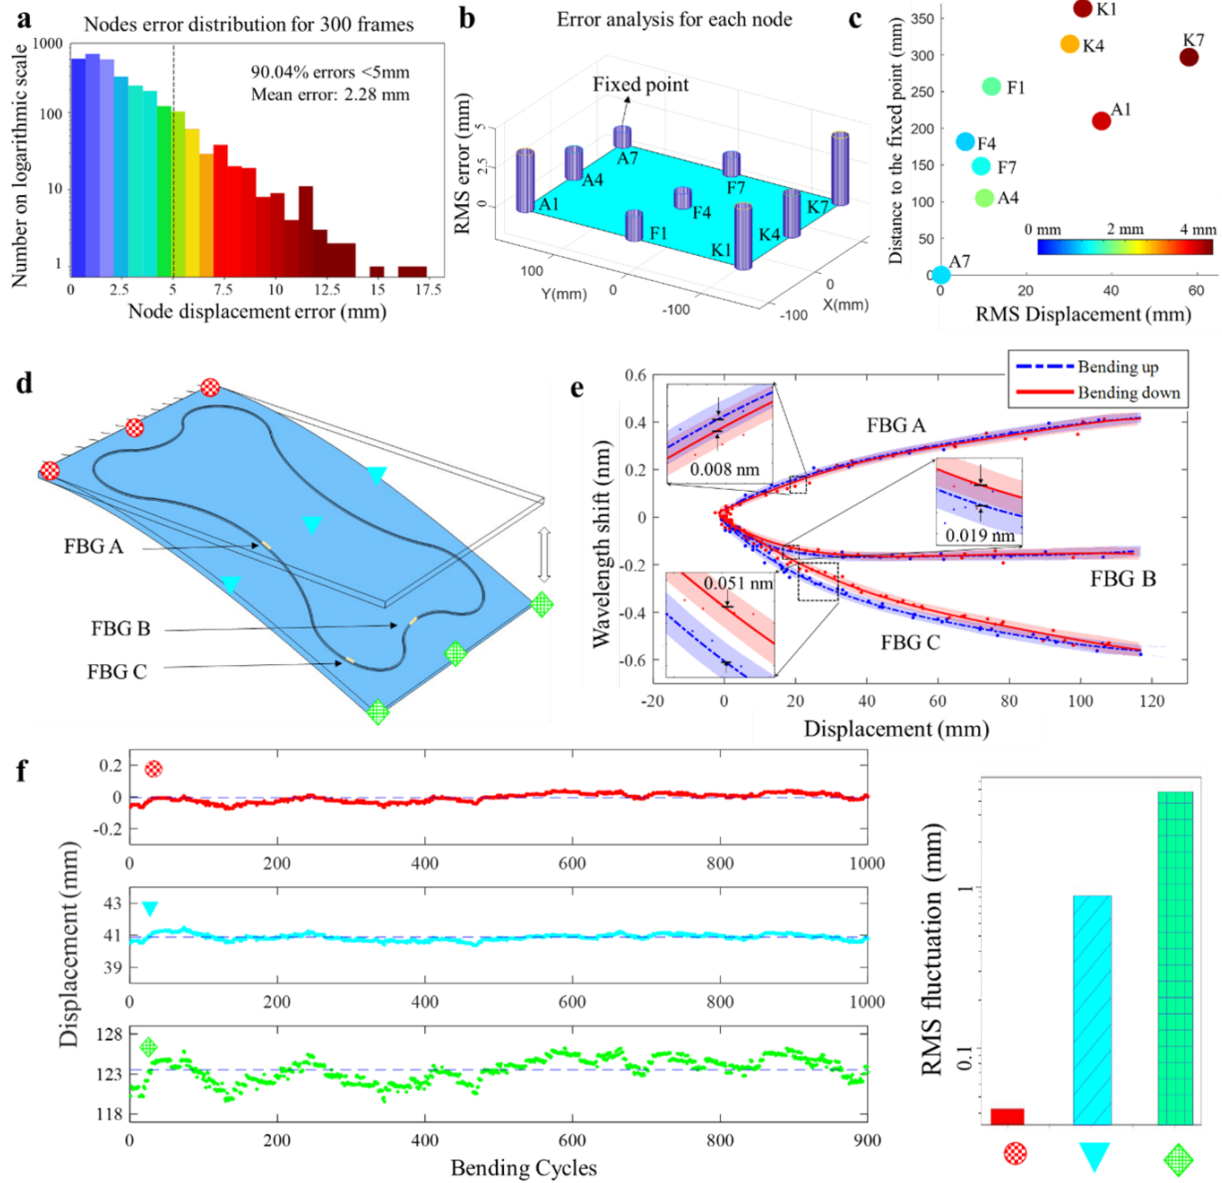 a
Nodes error distribution for 300 frames
Number on logarithmic scale
1000
100
10
1
90.04% errors <5mm
Mean error: 2.28 mm
0
2.5
5
7.5
10
12.5
15
17.5
Node displacement error (mm)
b
Error analysis for each node
RMS error (mm)
5
2.5
0
Fixed point
A7
A4
A1
F7
F4
F1
K7
K4
K1
100
0
-100
Y(mm)
0
-100
X(mm)
c
Distance to the fixed point (mm)
350
300
250
200
150
100
50
0
K1
K4
K7
F1
A1
F4
F7
A4
A7
0 mm
2 mm
4 mm
20
40
60
RMS Displacement (mm)
d
FBG A
FBG B
FBG C
e
Bending up
Bending down
Wavelength shift (nm)
0.6
0.4
0.2
0
-0.2
-0.4
-0.6
FBG A
0.008 nm
0.019 nm
0.051 nm
FBG B
FBG C
-20
0
20
40
60
80
100
120
Displacement (mm)
f
Displacement (mm)
0.2
0
-0.2
0
200
400
600
800
1000
43
41
39
0
200
400
600
800
1000
128
123
118
0
200
400
600
800
900
Bending Cycles
RMS fluctuation (mm)
1
0.1